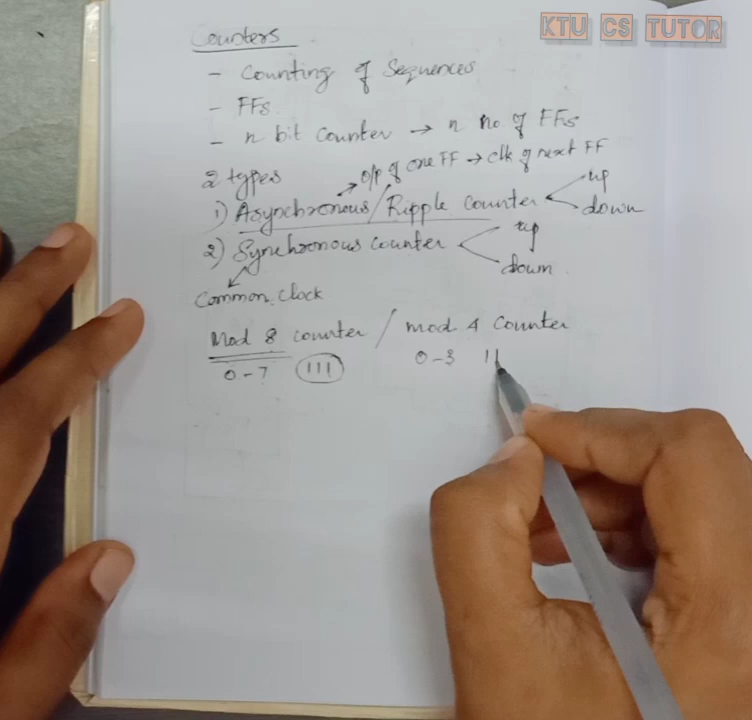 KTU CS TUTOR
Counters
- Counting of Sequences
- FFs
- n bit counter → n no. of FFs
2 types → o/p of one FF → clk of next FF
1) Asynchronous/Ripple counter up
down
2) Synchronous counter up
down
Common clock
Mod 8 counter / mod 4 counter
0-7 111 0-3 11